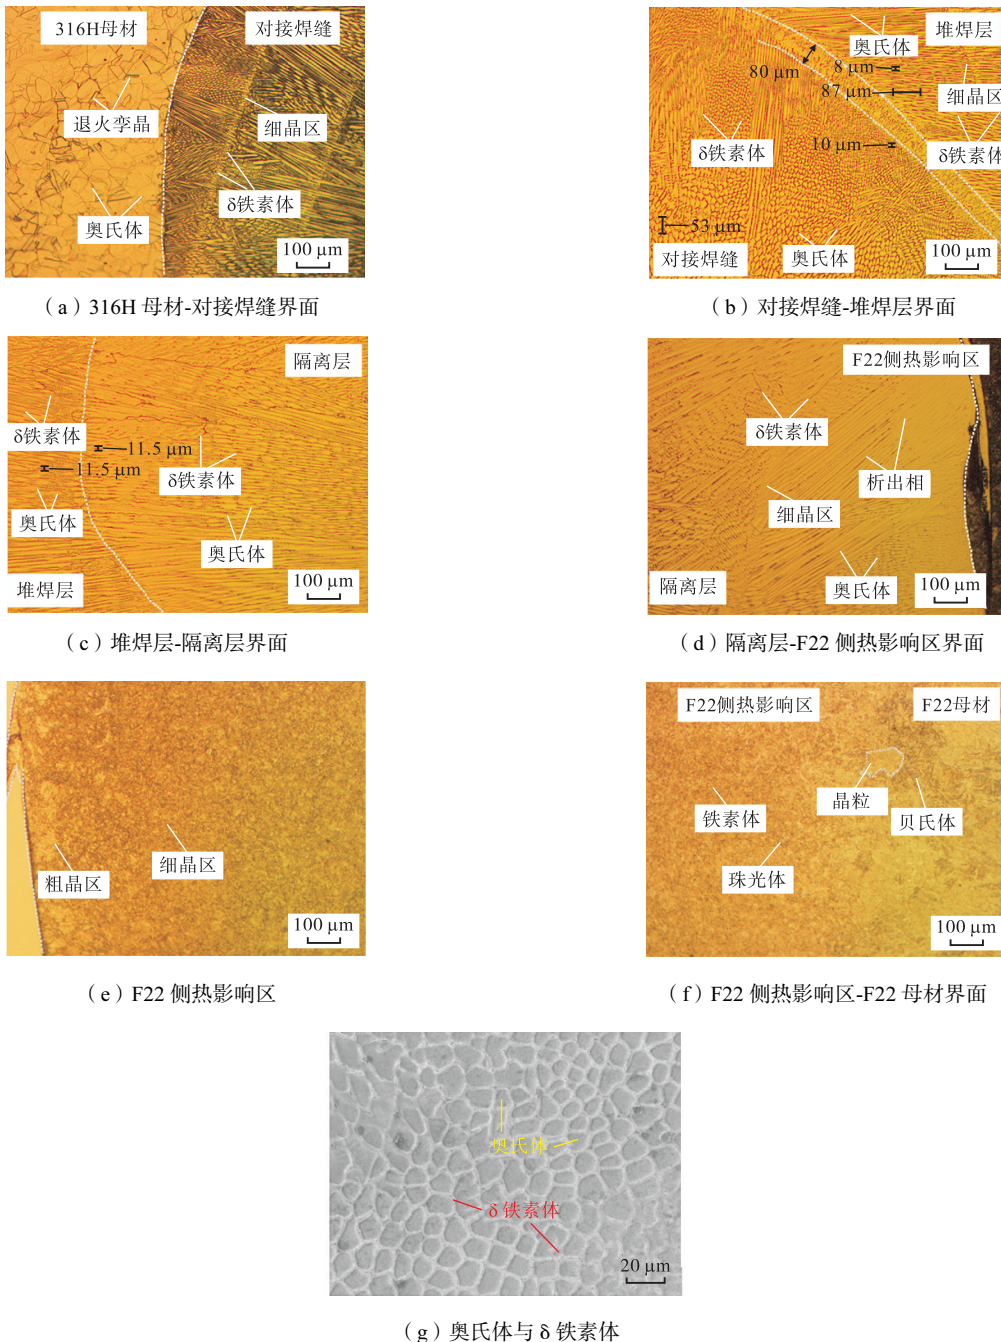 316H母材
对接焊缝
退火孪晶
细晶区
δ铁素体
奥氏体
100 μm
（a）316H 母材-对接焊缝界面
堆焊层
奥氏体
80 μm
8 μm
87 μm
细晶区
δ铁素体
10 μm
δ铁素体
53 μm
对接焊缝
奥氏体
100 μm
（b）对接焊缝-堆焊层界面
隔离层
δ铁素体
11.5 μm
11.5 μm
δ铁素体
奥氏体
奥氏体
堆焊层
100 μm
（c）堆焊层-隔离层界面
F22侧热影响区
δ铁素体
析出相
细晶区
隔离层
奥氏体
100 μm
（d）隔离层-F22 侧热影响区界面
细晶区
粗晶区
100 μm
（e）F22 侧热影响区
F22侧热影响区
F22母材
晶粒
铁素体
贝氏体
珠光体
100 μm
（f）F22 侧热影响区-F22 母材界面
奥氏体
δ 铁素体
20 μm
（g）奥氏体与 δ 铁素体